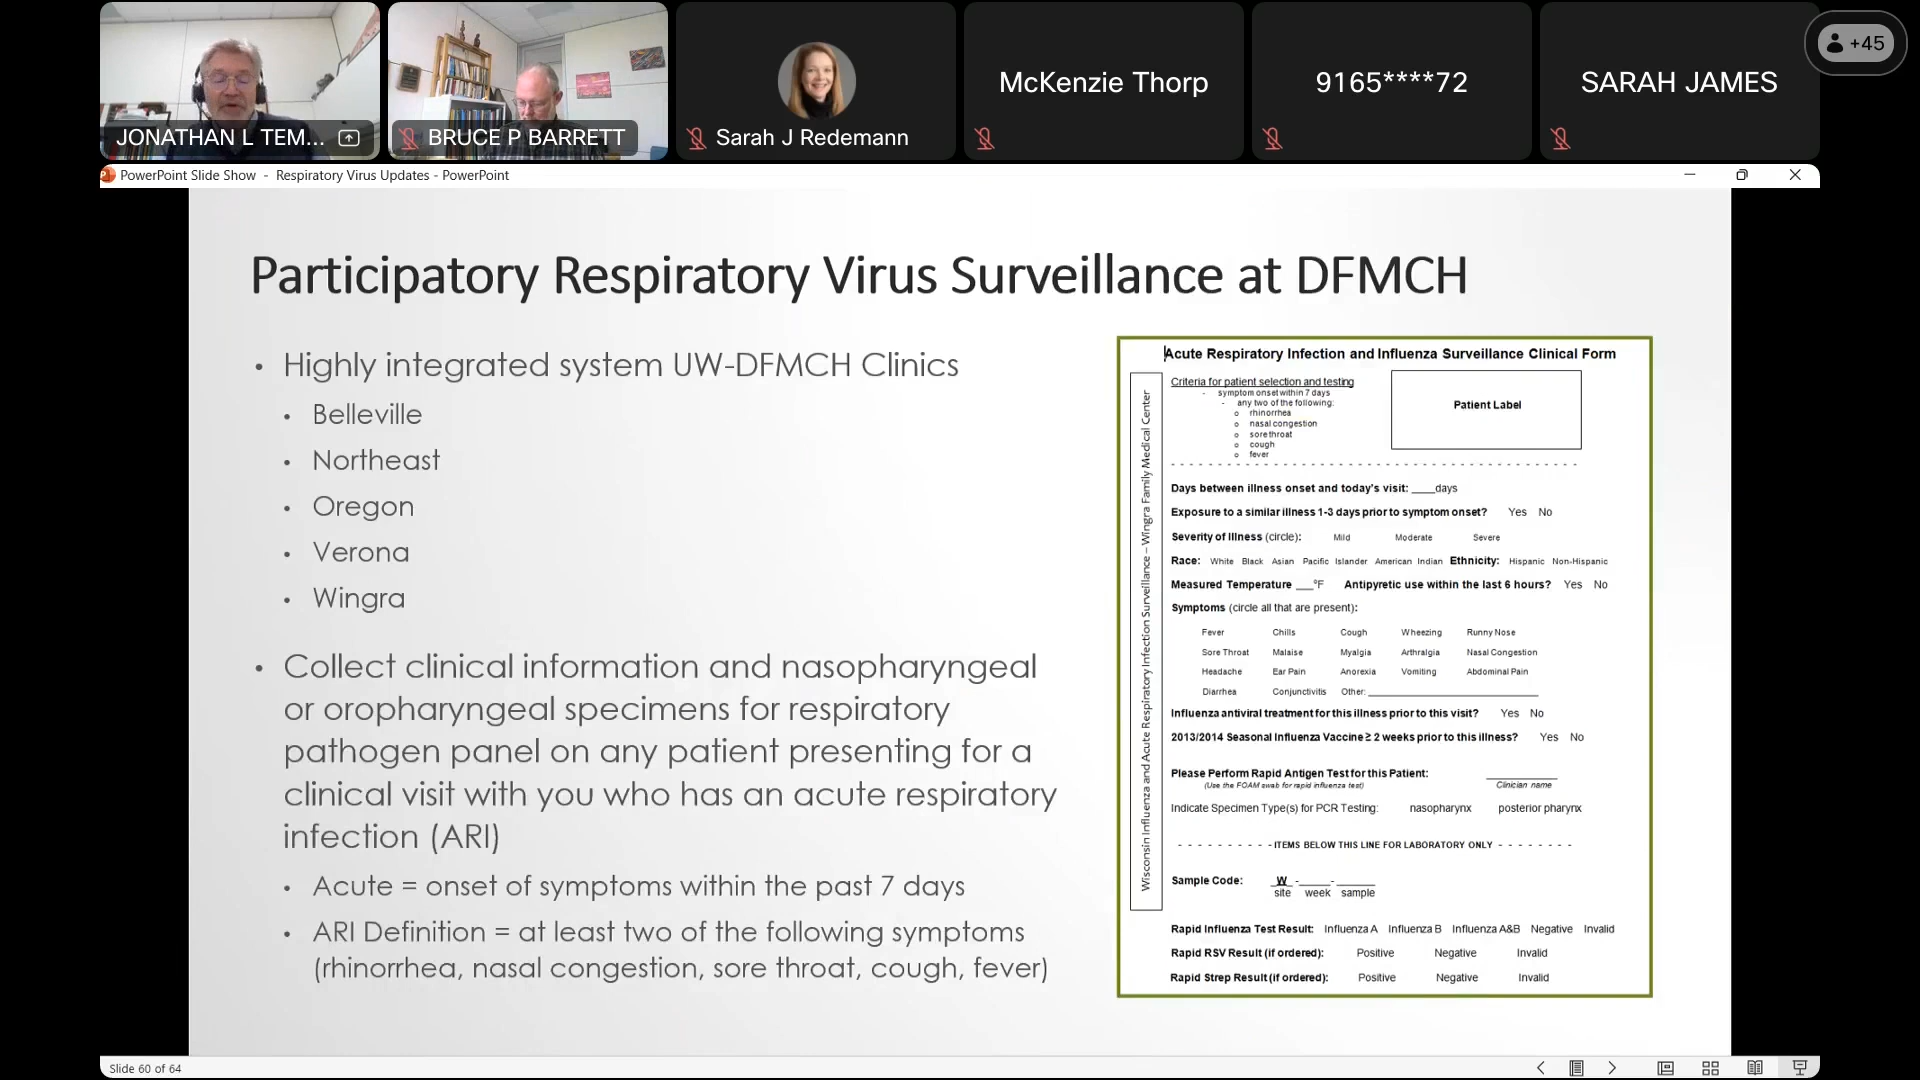 JONATHAN L TEM...
BRUCE P BARRETT
Sarah J Redemann
McKenzie Thorp
9165****72
SARAH JAMES
+45
PowerPoint Slide Show - Respiratory Virus Updates - PowerPoint
Participatory Respiratory Virus Surveillance at DFMCH
• Highly integrated system UW-DFMCH Clinics
• Belleville
• Northeast
• Oregon
• Verona
• Wingra
• Collect clinical information and nasopharyngeal
or oropharyngeal specimens for respiratory
pathogen panel on any patient presenting for a
clinical visit with you who has an acute respiratory
infection (ARI)
• Acute = onset of symptoms within the past 7 days
• ARI Definition = at least two of the following symptoms
(rhinorrhea, nasal congestion, sore throat, cough, fever)
Acute Respiratory Infection and Influenza Surveillance Clinical Form
Wisconsin Influenza and Acute Respiratory Infection Surveillance – Wingra Family Medical Center
Criteria for patient selection and testing
- symptom onset within 7 days
- any two of the following:
o rhinorrhea
o nasal congestion
o sore throat
o cough
o fever
Patient Label
Days between illness onset and today's visit: ____days
Exposure to a similar illness 1-3 days prior to symptom onset? Yes No
Severity of Illness (circle): Mild Moderate Severe
Race: White Black Asian Pacific Islander American Indian Ethnicity: Hispanic Non-Hispanic
Measured Temperature ___°F Antipyretic use within the last 6 hours? Yes No
Symptoms (circle all that are present):
Fever Chills Cough Wheezing Runny Nose
Sore Throat Malaise Myalgia Arthralgia Nasal Congestion
Headache Ear Pain Anorexia Vomiting Abdominal Pain
Diarrhea Conjunctivitis Other: ____________________
Influenza antiviral treatment for this illness prior to this visit? Yes No
2013/2014 Seasonal Influenza Vaccine ≥ 2 weeks prior to this illness? Yes No
Please Perform Rapid Antigen Test for this Patient: ____________
(Use the FOAM swab for rapid influenza test) Clinician name
Indicate Specimen Type(s) for PCR Testing: nasopharynx posterior pharynx
- - - - - - - - - - ITEMS BELOW THIS LINE FOR LABORATORY ONLY - - - - - - - -
Sample Code: W - ____ - ______
site week sample
Rapid Influenza Test Result: Influenza A Influenza B Influenza A&B Negative Invalid
Rapid RSV Result (if ordered): Positive Negative Invalid
Rapid Strep Result (if ordered): Positive Negative Invalid
Slide 60 of 64